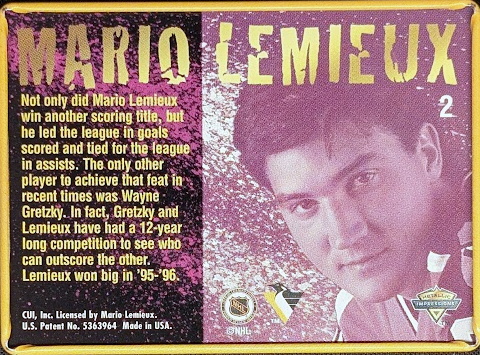 MARIO LEMIEUX
2
Not only did Mario Lemieux
win another scoring title, but
he led the league in goals
scored and tied for the league
in assists. The only other
player to achieve that feat in
recent times was Wayne
Gretzky. In fact, Gretzky and
Lemieux have had a 12-year
long competition to see who
can outscore the other.
Lemieux won big in '95-'96.
CUI, Inc. Licensed by Mario Lemieux.
U.S. Patent No. 5363964 Made in USA.
NHL
©NHL
METALLIC
IMPRESSIONS